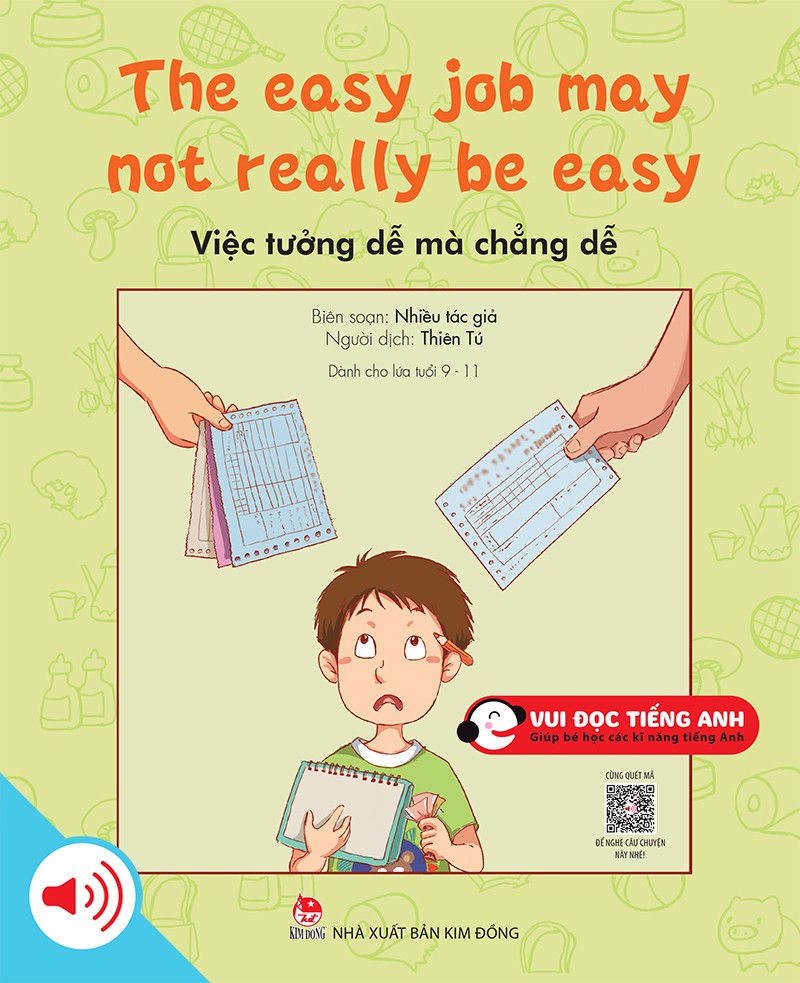 The easy job may
not really be easy
Việc tưởng dễ mà chẳng dễ
Biên soạn: Nhiều tác giả
Người dịch: Thiên Tú
Dành cho lứa tuổi 9 - 11
VUI ĐỌC TIẾNG ANH
Giúp bé học các kĩ năng tiếng Anh
CÙNG QUÉT MÃ
ĐỂ NGHE CÂU CHUYỆN
NÀY NHÉ!
KIM ĐỒNG
NHÀ XUẤT BẢN KIM ĐỒNG